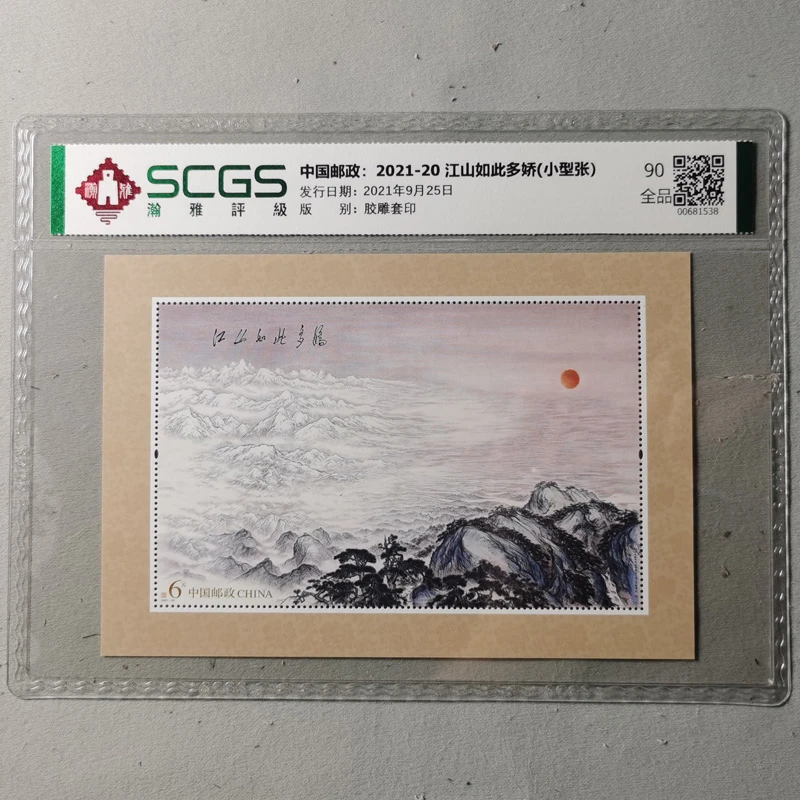 SCGS
瀚雅評級
中国邮政：2021-20 江山如此多娇(小型张)
发行日期：2021年9月25日
版 别：胶雕套印
90
全品
00681538
江山如此多嬌
6元
中国邮政 CHINA